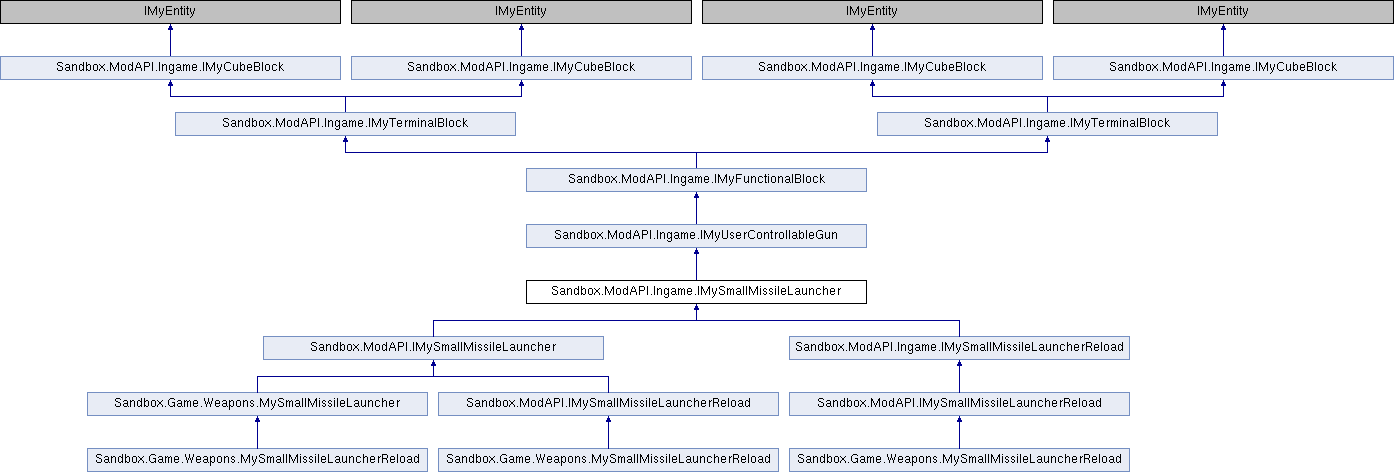 IMyEntity IMyEntity IMyEntity IMyEntity
Sandbox.ModAPI.Ingame.IMyCubeBlock Sandbox.ModAPI.Ingame.IMyCubeBlock Sandbox.ModAPI.Ingame.IMyCubeBlock Sandbox.ModAPI.Ingame.IMyCubeBlock
Sandbox.ModAPI.Ingame.IMyTerminalBlock Sandbox.ModAPI.Ingame.IMyTerminalBlock
Sandbox.ModAPI.Ingame.IMyFunctionalBlock
Sandbox.ModAPI.Ingame.IMyUserControllableGun
Sandbox.ModAPI.Ingame.IMySmallMissileLauncher
Sandbox.ModAPI.IMySmallMissileLauncher Sandbox.ModAPI.Ingame.IMySmallMissileLauncherReload
Sandbox.Game.Weapons.MySmallMissileLauncher Sandbox.ModAPI.IMySmallMissileLauncherReload Sandbox.ModAPI.IMySmallMissileLauncherReload
Sandbox.Game.Weapons.MySmallMissileLauncherReload Sandbox.Game.Weapons.MySmallMissileLauncherReload Sandbox.Game.Weapons.MySmallMissileLauncherReload